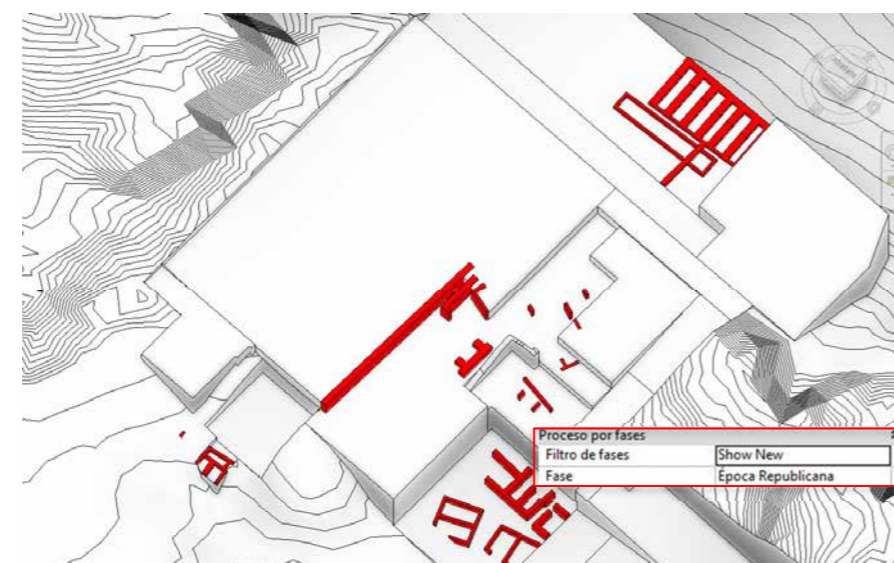 Proceso por fases
Filtro de fases Show New
Fase Época Republicana